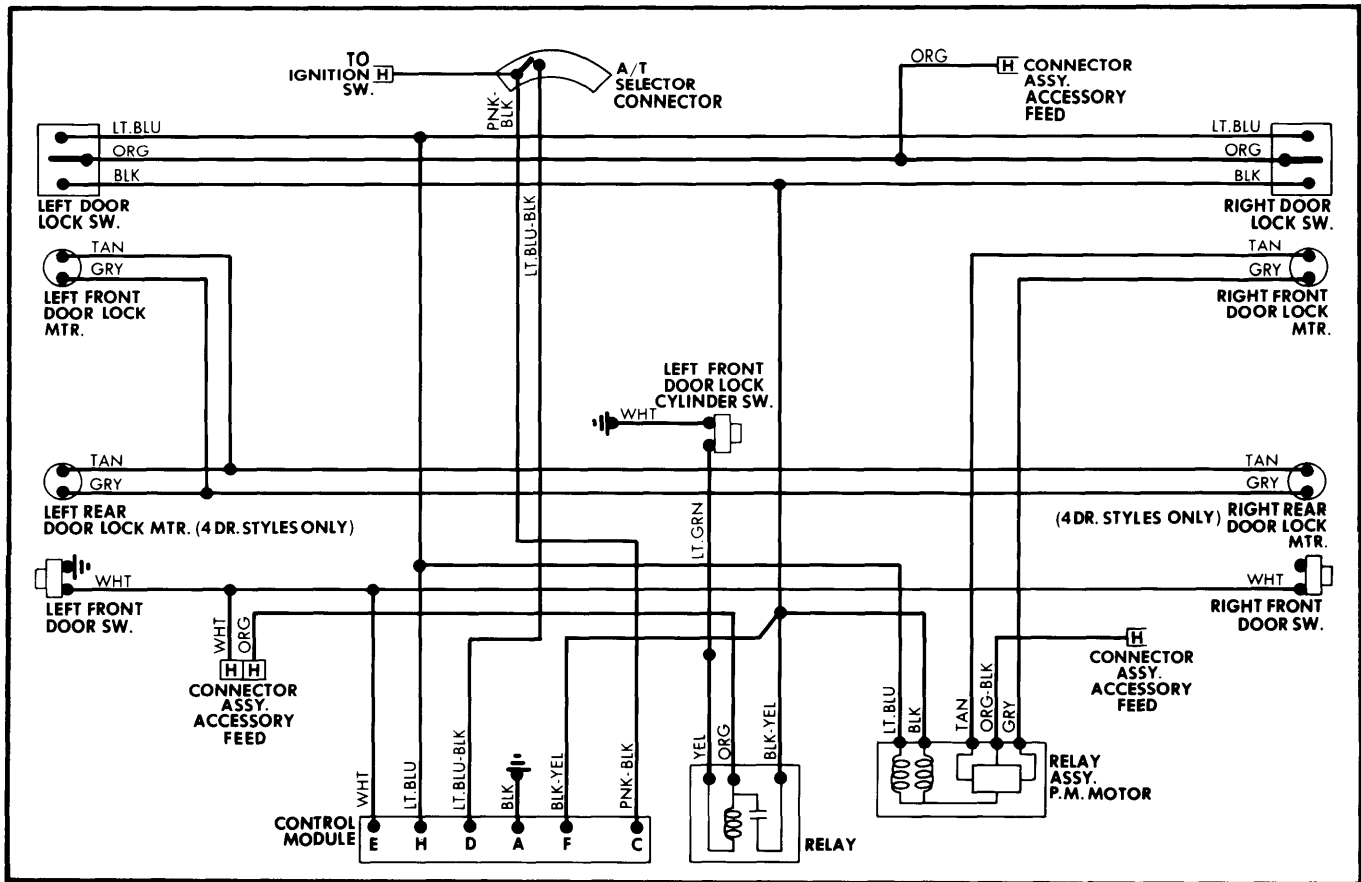 TO
IGNITION H
SW.
A/T
SELECTOR
CONNECTOR
ORG
H CONNECTOR
ASSY.
ACCESSORY
FEED
PNK-
BLK
LT.BLU
ORG
BLK
LT.BLU
ORG
BLK
LEFT DOOR
LOCK SW.
RIGHT DOOR
LOCK SW.
LT.BLU-BLK
TAN
GRY
LEFT FRONT
DOOR LOCK
MTR.
TAN
GRY
RIGHT FRONT
DOOR LOCK
MTR.
LEFT FRONT
DOOR LOCK
CYLINDER SW.
WHT
TAN
GRY
LEFT REAR
DOOR LOCK MTR. (4 DR. STYLES ONLY)
TAN
GRY
(4 DR. STYLES ONLY) RIGHT REAR
DOOR LOCK
MTR.
LT.GRN
WHT
LEFT FRONT
DOOR SW.
WHT
RIGHT FRONT
DOOR SW.
WHT
ORG
H H
CONNECTOR
ASSY.
ACCESSORY
FEED
H
CONNECTOR
ASSY.
ACCESSORY
FEED
WHT
LT.BLU
LT.BLU-BLK
BLK
BLK-YEL
PNK-BLK
CONTROL
MODULE
E H D A F C
YEL
ORG
BLK-YEL
RELAY
LT.BLU
BLK
TAN
ORG-BLK
GRY
RELAY
ASSY.
P.M. MOTOR